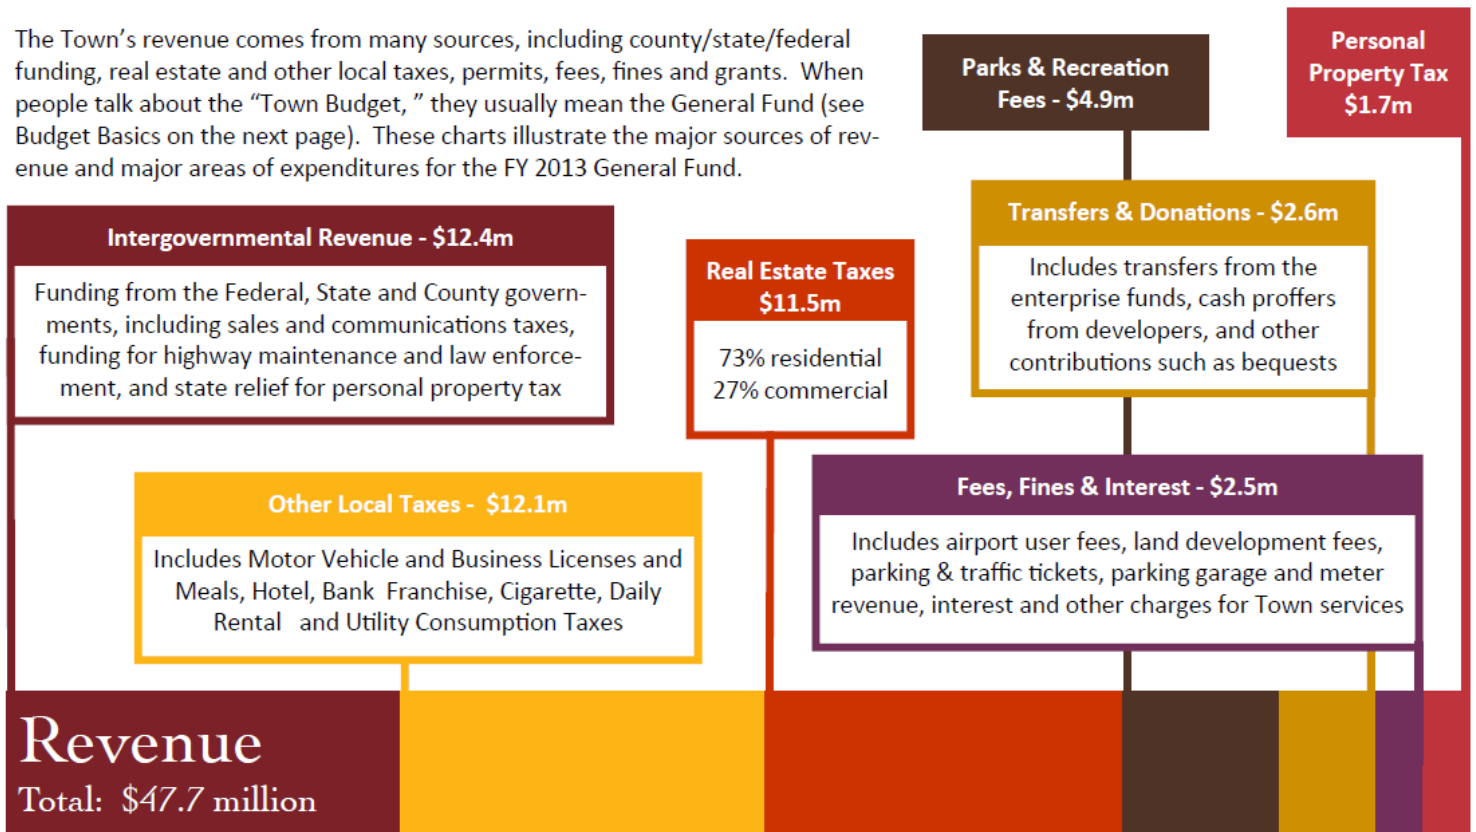 The Town’s revenue comes from many sources, including county/state/federal
funding, real estate and other local taxes, permits, fees, fines and grants.  When
people talk about the “Town Budget, ” they usually mean the General Fund (see
Budget Basics on the next page).  These charts illustrate the major sources of rev-
enue and major areas of expenditures for the FY 2013 General Fund.
Parks & Recreation
Fees - $4.9m
Personal
Property Tax
$1.7m
Intergovernmental Revenue - $12.4m
Funding from the Federal, State and County govern-
ments, including sales and communications taxes,
funding for highway maintenance and law enforce-
ment, and state relief for personal property tax
Real Estate Taxes
$11.5m
73% residential
27% commercial
Transfers & Donations - $2.6m
Includes transfers from the
enterprise funds, cash proffers
from developers, and other
contributions such as bequests
Other Local Taxes -  $12.1m
Includes Motor Vehicle and Business Licenses and
Meals, Hotel, Bank  Franchise, Cigarette, Daily
Rental   and Utility Consumption Taxes
Fees, Fines & Interest - $2.5m
Includes airport user fees, land development fees,
parking & traffic tickets, parking garage and meter
revenue, interest and other charges for Town services
Revenue
Total:  $47.7 million